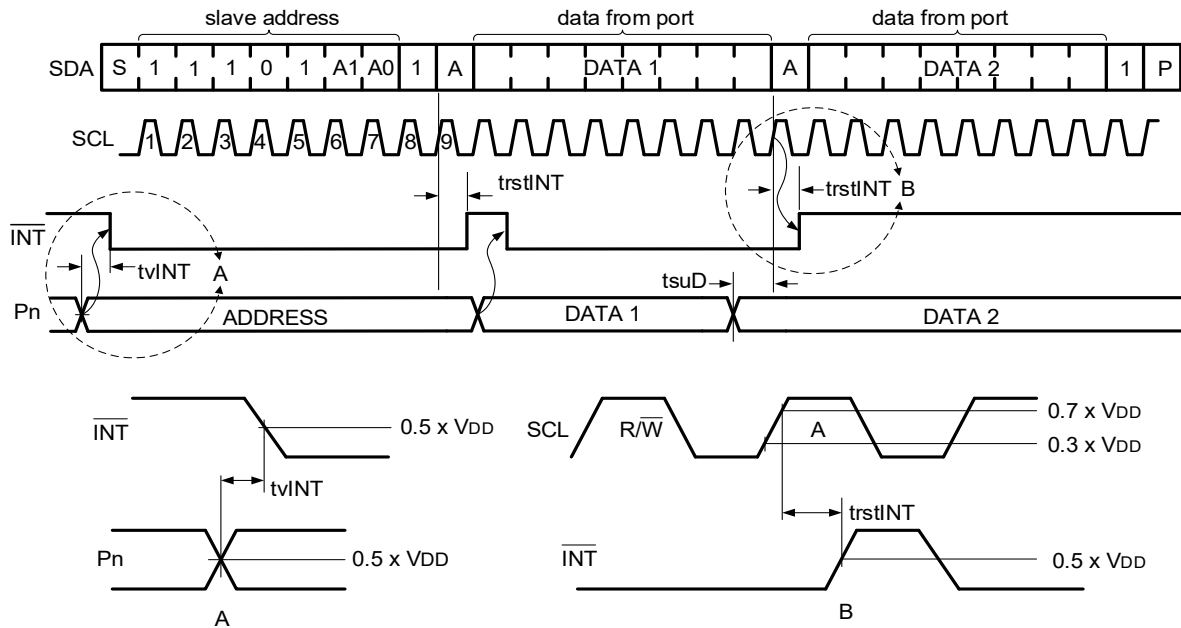 slave address data from port data from port
SDA S 1 1 1 0 1 A1 A0 1 A DATA 1 A DATA 2 1 P
SCL 1 2 3 4 5 6 7 8 9
trstINT trstINT B
INT
tvINT A
tsuD
Pn ADDRESS DATA 1 DATA 2
INT 0.5 x VDD
SCL R/W A 0.7 x VDD
0.3 x VDD
tvINT
trstINT
Pn 0.5 x VDD
INT 0.5 x VDD
A B